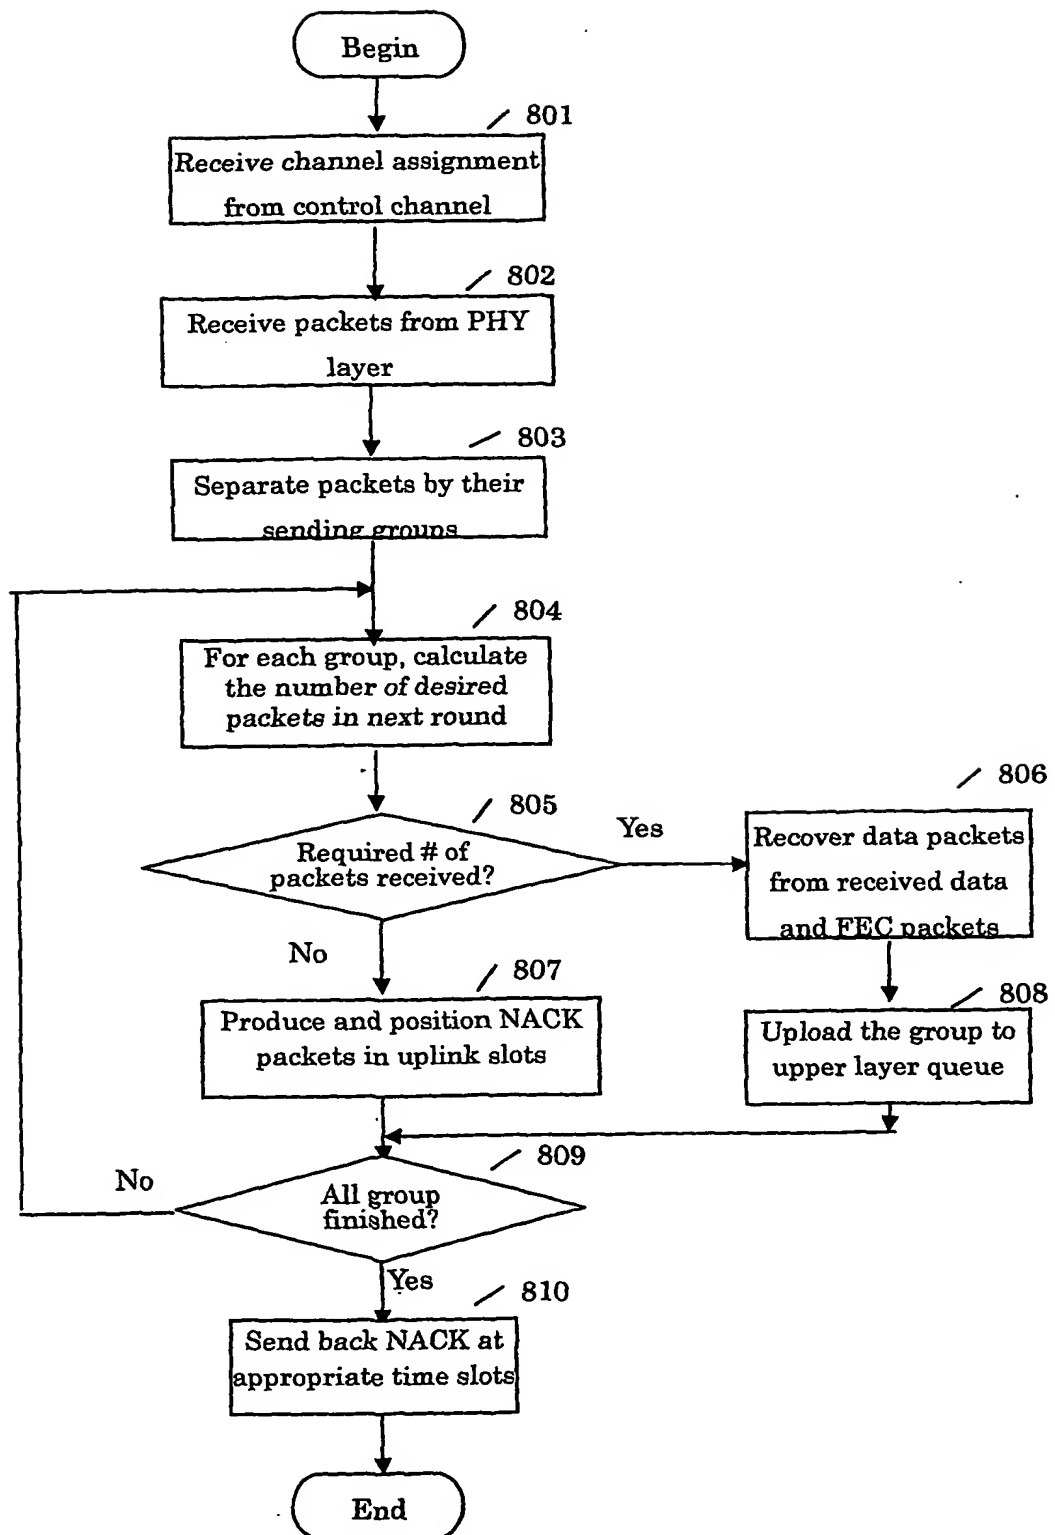 Begin
801
Receive channel assignment
from control channel
802
Receive packets from PHY
layer
803
Separate packets by their
sending groups
804
For each group, calculate
the number of desired
packets in next round
805
Required # of
packets received?
Yes
806
Recover data packets
from received data
and FEC packets
No
807
Produce and position NACK
packets in uplink slots
808
Upload the group to
upper layer queue
809
No
All group
finished?
Yes
810
Send back NACK at
appropriate time slots
End